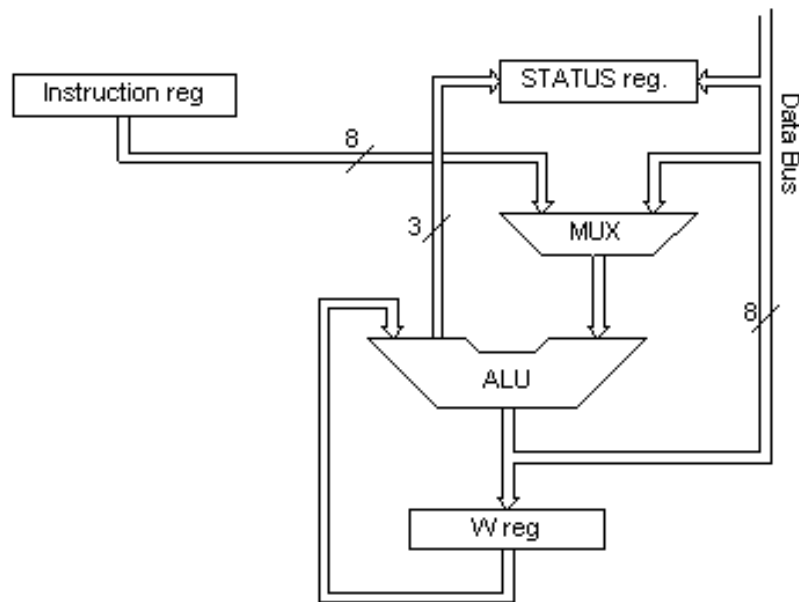 STATUS reg.
Instruction reg
Data Bus
8
3
MUX
8
ALU
W reg